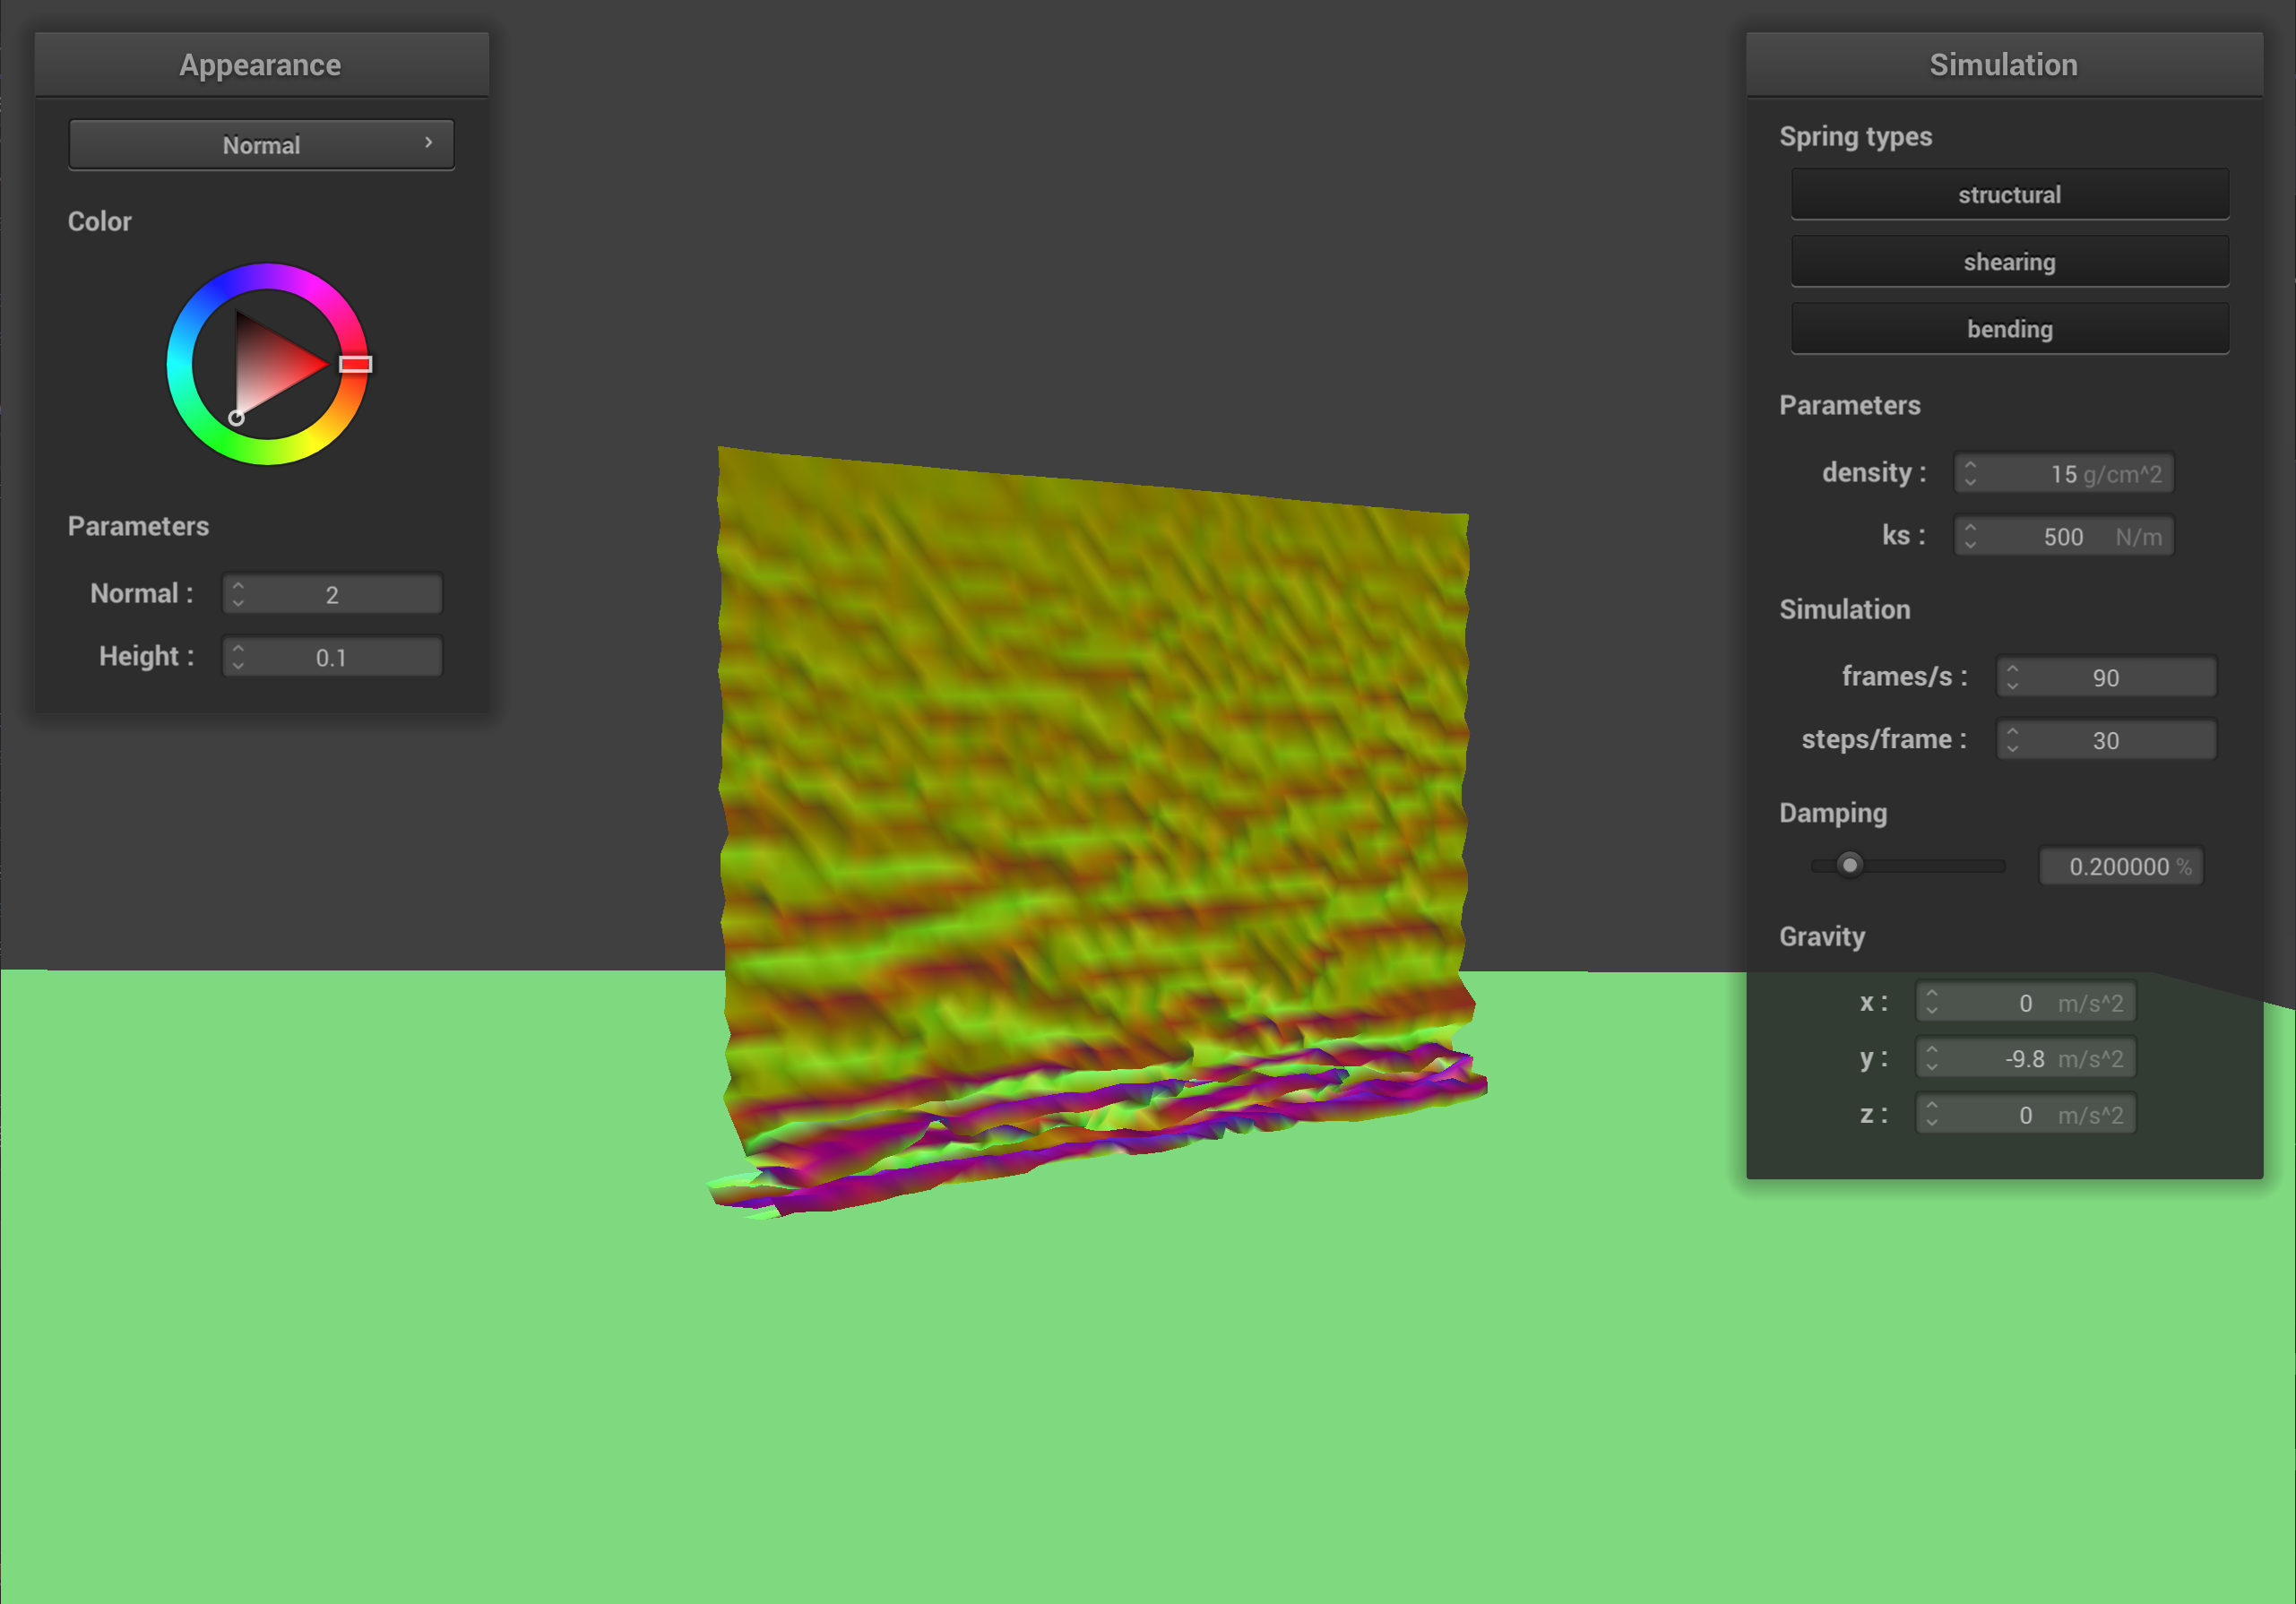 Appearance
Normal
Color
Parameters
Normal : 2
Height : 0.1
Simulation
Spring types
structural
shearing
bending
Parameters
density : 15 g/cm^2
ks : 500 N/m
Simulation
frames/s : 90
steps/frame : 30
Damping
0.200000 %
Gravity
x : 0 m/s^2
y : -9.8 m/s^2
z : 0 m/s^2